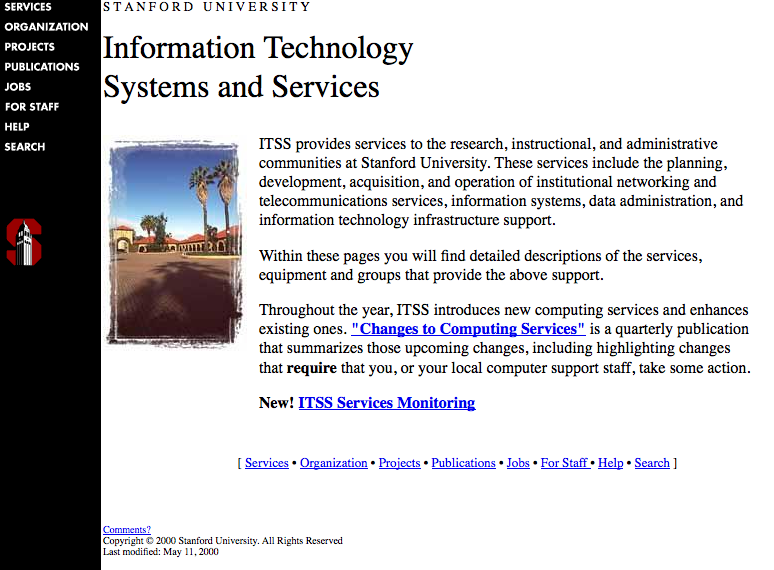 SERVICES
ORGANIZATION
PROJECTS
PUBLICATIONS
JOBS
FOR STAFF
HELP
SEARCH
STANFORD UNIVERSITY
Information Technology
Systems and Services
ITSS provides services to the research, instructional, and administrative
communities at Stanford University. These services include the planning,
development, acquisition, and operation of institutional networking and
telecommunications services, information systems, data administration, and
information technology infrastructure support.
Within these pages you will find detailed descriptions of the services,
equipment and groups that provide the above support.
Throughout the year, ITSS introduces new computing services and enhances
existing ones. "Changes to Computing Services" is a quarterly publication
that summarizes those upcoming changes, including highlighting changes
that require that you, or your local computer support staff, take some action.
New! ITSS Services Monitoring
[ Services • Organization • Projects • Publications • Jobs • For Staff • Help • Search ]
Comments?
Copyright © 2000 Stanford University. All Rights Reserved
Last modified: May 11, 2000